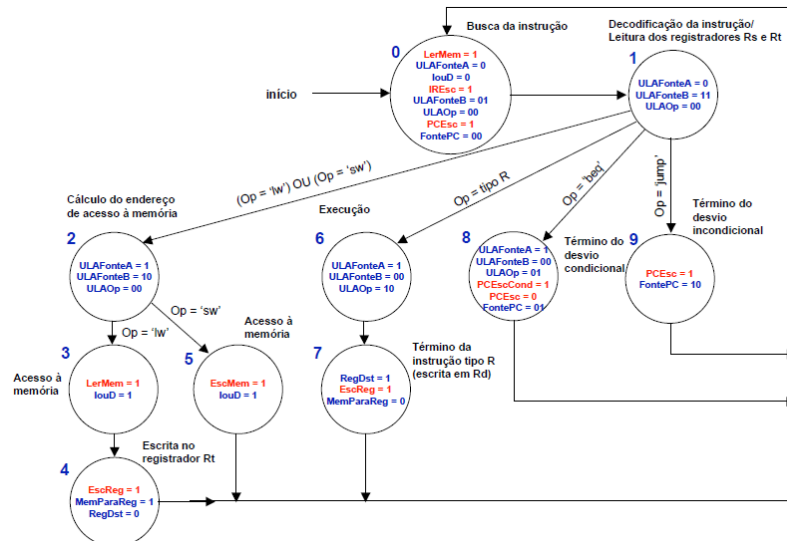 Busca da instrução
0
LerMem = 1
ULAFonteA = 0
IouD = 0
IREsc = 1
ULAFonteB = 01
ULAOp = 00
PCEsc = 1
FontePC = 00
início
Decodificação da instrução/
Leitura dos registradores Rs e Rt
1
ULAFonteA = 0
ULAFonteB = 11
ULAOp = 00
(Op = 'lw') OU (Op = 'sw')
Op = tipo R
Op = 'beq'
Op = 'jump'
Cálculo do endereço
de acesso à memória
2
ULAFonteA = 1
ULAFonteB = 10
ULAOp = 00
Execução
6
ULAFonteA = 1
ULAFonteB = 00
ULAOp = 10
8
ULAFonteA = 1
ULAFonteB = 00
ULAOp = 01
PCEscCond = 1
PCEsc = 0
FontePC = 01
Término do
desvio
condicional
Término do
desvio
incondicional
9
PCEsc = 1
FontePC = 10
Op = 'lw'
Op = 'sw'
3
Acesso à
memória
LerMem = 1
IouD = 1
Acesso à
memória
5
EscMem = 1
IouD = 1
7
RegDst = 1
EscReg = 1
MemParaReg = 0
Término da
instrução tipo R
(escrita em Rd)
Escrita no
registrador Rt
4
EscReg = 1
MemParaReg = 1
RegDst = 0